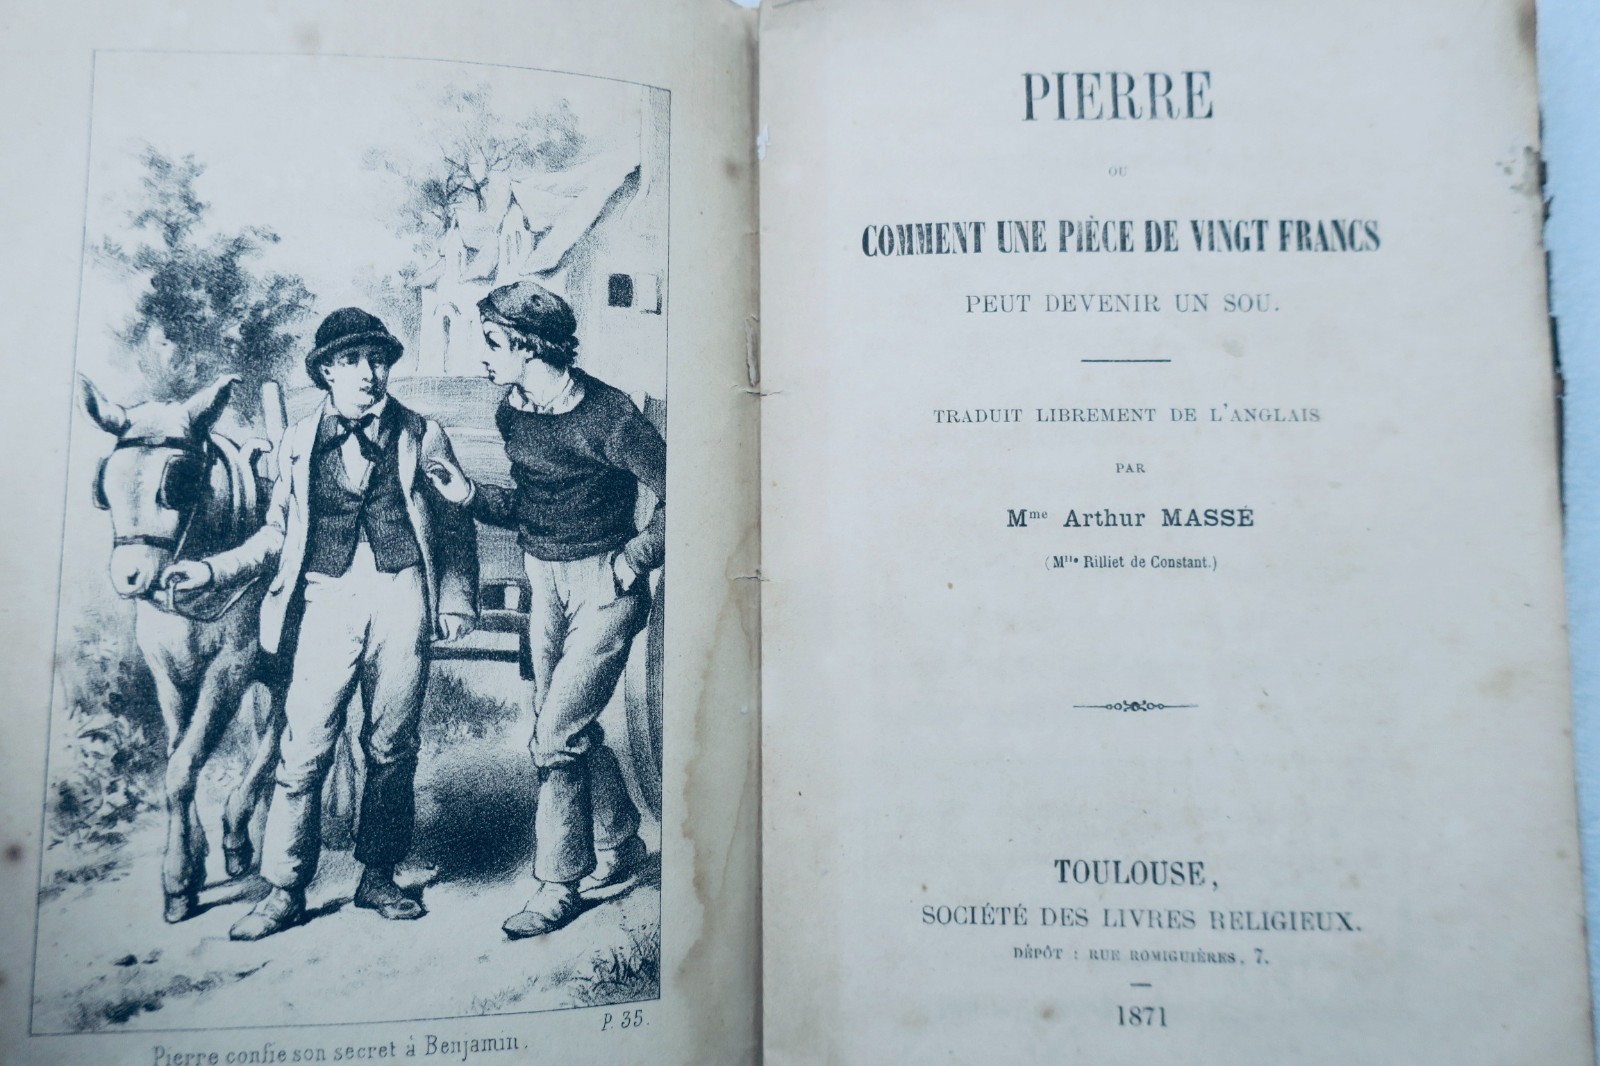 P. 35.
Pierre confie son secret à Benjamin.
PIERRE
OU
COMMENT UNE PIÈCE DE VINGT FRANCS
PEUT DEVENIR UN SOU.
TRADUIT LIBREMENT DE L'ANGLAIS
PAR
Mme Arthur MASSÉ
(Mlle Rilliet de Constant.)
TOULOUSE,
SOCIÉTÉ DES LIVRES RELIGIEUX.
DÉPÔT : RUE ROMIGUIÈRES, 7.
1871